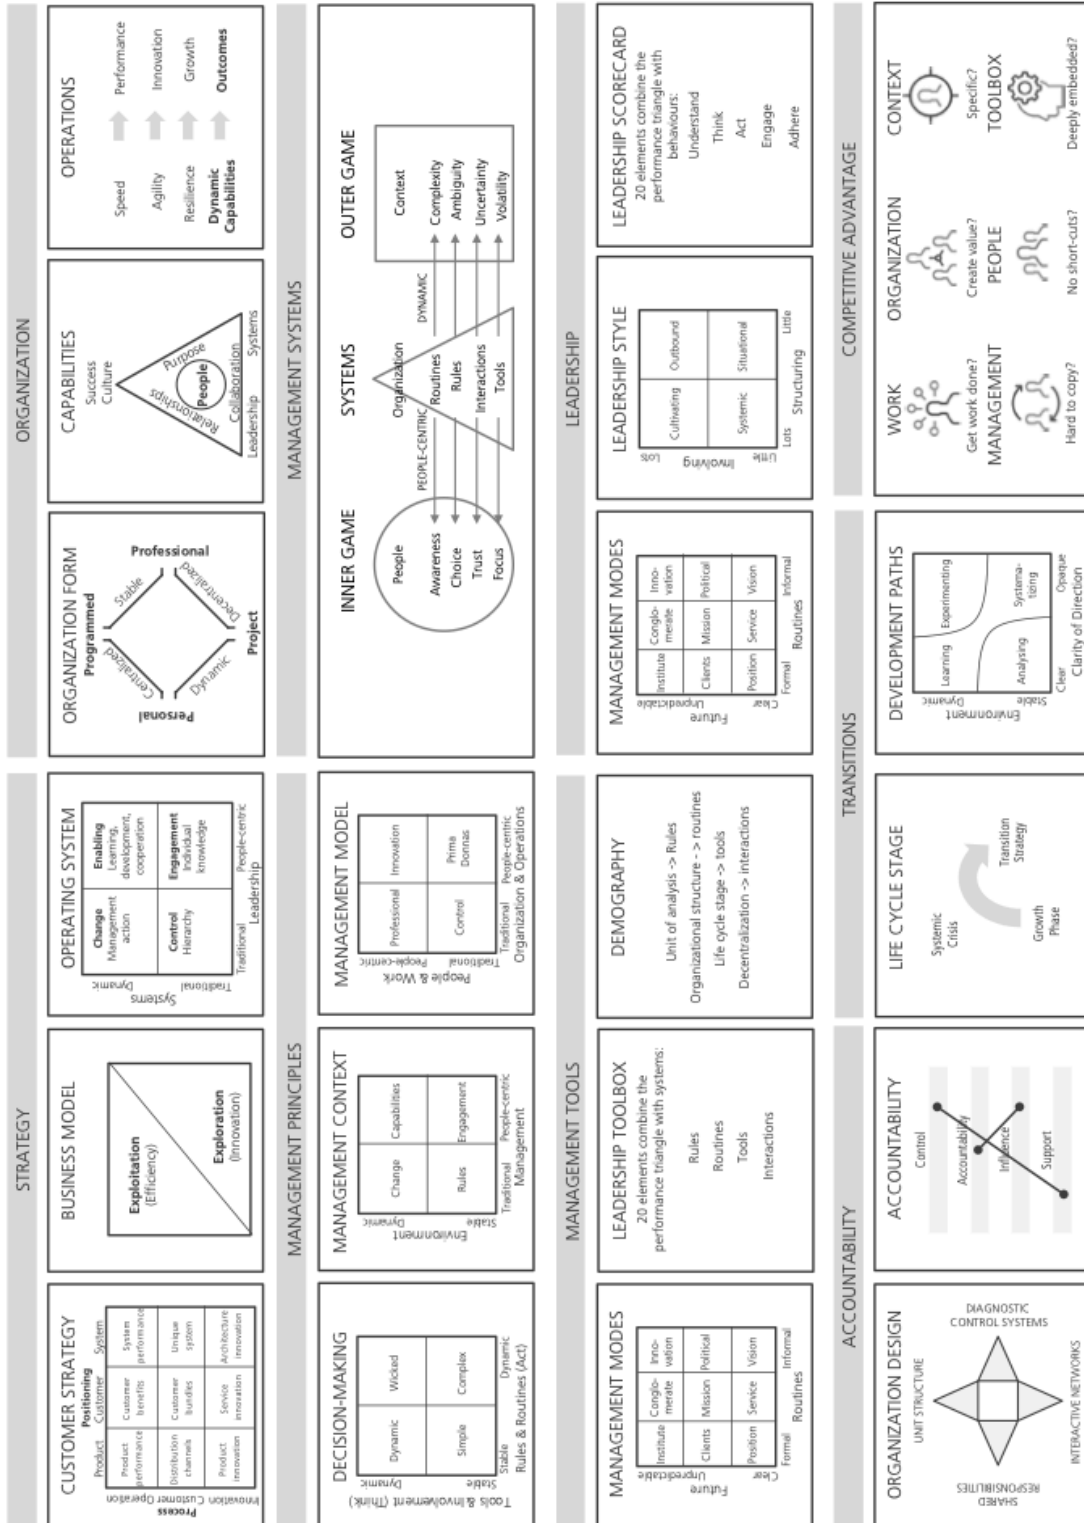 STRATEGY
CUSTOMER STRATEGY
Positioning
Product Customer System
Process
Innovation Customer Operation
Product performance
Customer benefits
System performance
Distribution channels
Customer bundles
Unique system
Product innovation
Service innovation
Architecture innovation
BUSINESS MODEL
Exploitation
(Efficiency)
Exploration
(Innovation)
OPERATING SYSTEM
Systems
Traditional Dynamic
Change
Management
action
Enabling
Learning,
development,
cooperation
Control
Hierarchy
Engagement
Individual
knowledge
Traditional People-centric
Leadership
ORGANIZATION
ORGANIZATION FORM
Programmed
Centralized
Stable
Personal
Professional
Dynamic
Decentralized
Project
CAPABILITIES
Success
Culture
Relationships
Purpose
People
Collaboration
Leadership Systems
OPERATIONS
Speed Performance
Agility Innovation
Resilience Growth
Dynamic Outcomes
Capabilities
MANAGEMENT PRINCIPLES
DECISION-MAKING
Tools & Involvement (Think)
Stable Dynamic
Dynamic Wicked
Simple Complex
Stable Dynamic
Rules & Routines (Act)
MANAGEMENT CONTEXT
Environment
Stable Dynamic
Change Capabilities
Rules Engagement
Traditional People-centric
Management
MANAGEMENT MODEL
People & Work
Traditional People-centric
Professional Innovation
Control
Prima
Donnas
Traditional People-centric
Organization & Operations
MANAGEMENT SYSTEMS
INNER GAME SYSTEMS OUTER GAME
People Organization Context
PEOPLE-CENTRIC DYNAMIC
Awareness Routines Complexity
Choice Rules Ambiguity
Trust Interactions Uncertainty
Focus Tools Volatility
MANAGEMENT TOOLS
MANAGEMENT MODES
Future
Clear Unpredictable
Institute
Conglo-
merate
Inno-
vation
Clients Mission Political
Position Service Vision
Formal Informal
Routines
LEADERSHIP TOOLBOX
20 elements combine the
performance triangle with systems:
Rules
Routines
Tools
Interactions
DEMOGRAPHY
Unit of analysis -> Rules
Organizational structure - > routines
Life cycle stage -> tools
Decentralization -> interactions
LEADERSHIP
MANAGEMENT MODES
Future
Clear Unpredictable
Institute
Conglo-
merate
Inno-
vation
Clients Mission Political
Position Service Vision
Formal Informal
Routines
LEADERSHIP STYLE
Involving
Little Lots
Cultivating Outbound
Systemic Situational
Lots Little
Structuring
LEADERSHIP SCORECARD
20 elements combine the
performance triangle with
behaviours:
Understand
Think
Act
Engage
Adhere
ACCOUNTABILITY
ORGANIZATION DESIGN
UNIT STRUCTURE
DIAGNOSTIC
CONTROL SYSTEMS
SHARED
RESPONSIBILITIES
INTERACTIVE NETWORKS
ACCOUNTABILITY
Control
Accountability
Influence
Support
TRANSITIONS
LIFE CYCLE STAGE
Systemic
Crisis
Growth
Phase
Transition
Strategy
DEVELOPMENT PATHS
Environment
Stable Dynamic
Learning Experimenting
Analysing
Systema-
tizing
Clear Opaque
Clarity of Direction
COMPETITIVE ADVANTAGE
WORK ORGANIZATION CONTEXT
Get work done? Create value? Specific?
MANAGEMENT PEOPLE TOOLBOX
Hard to copy? No short-cuts? Deeply embedded?